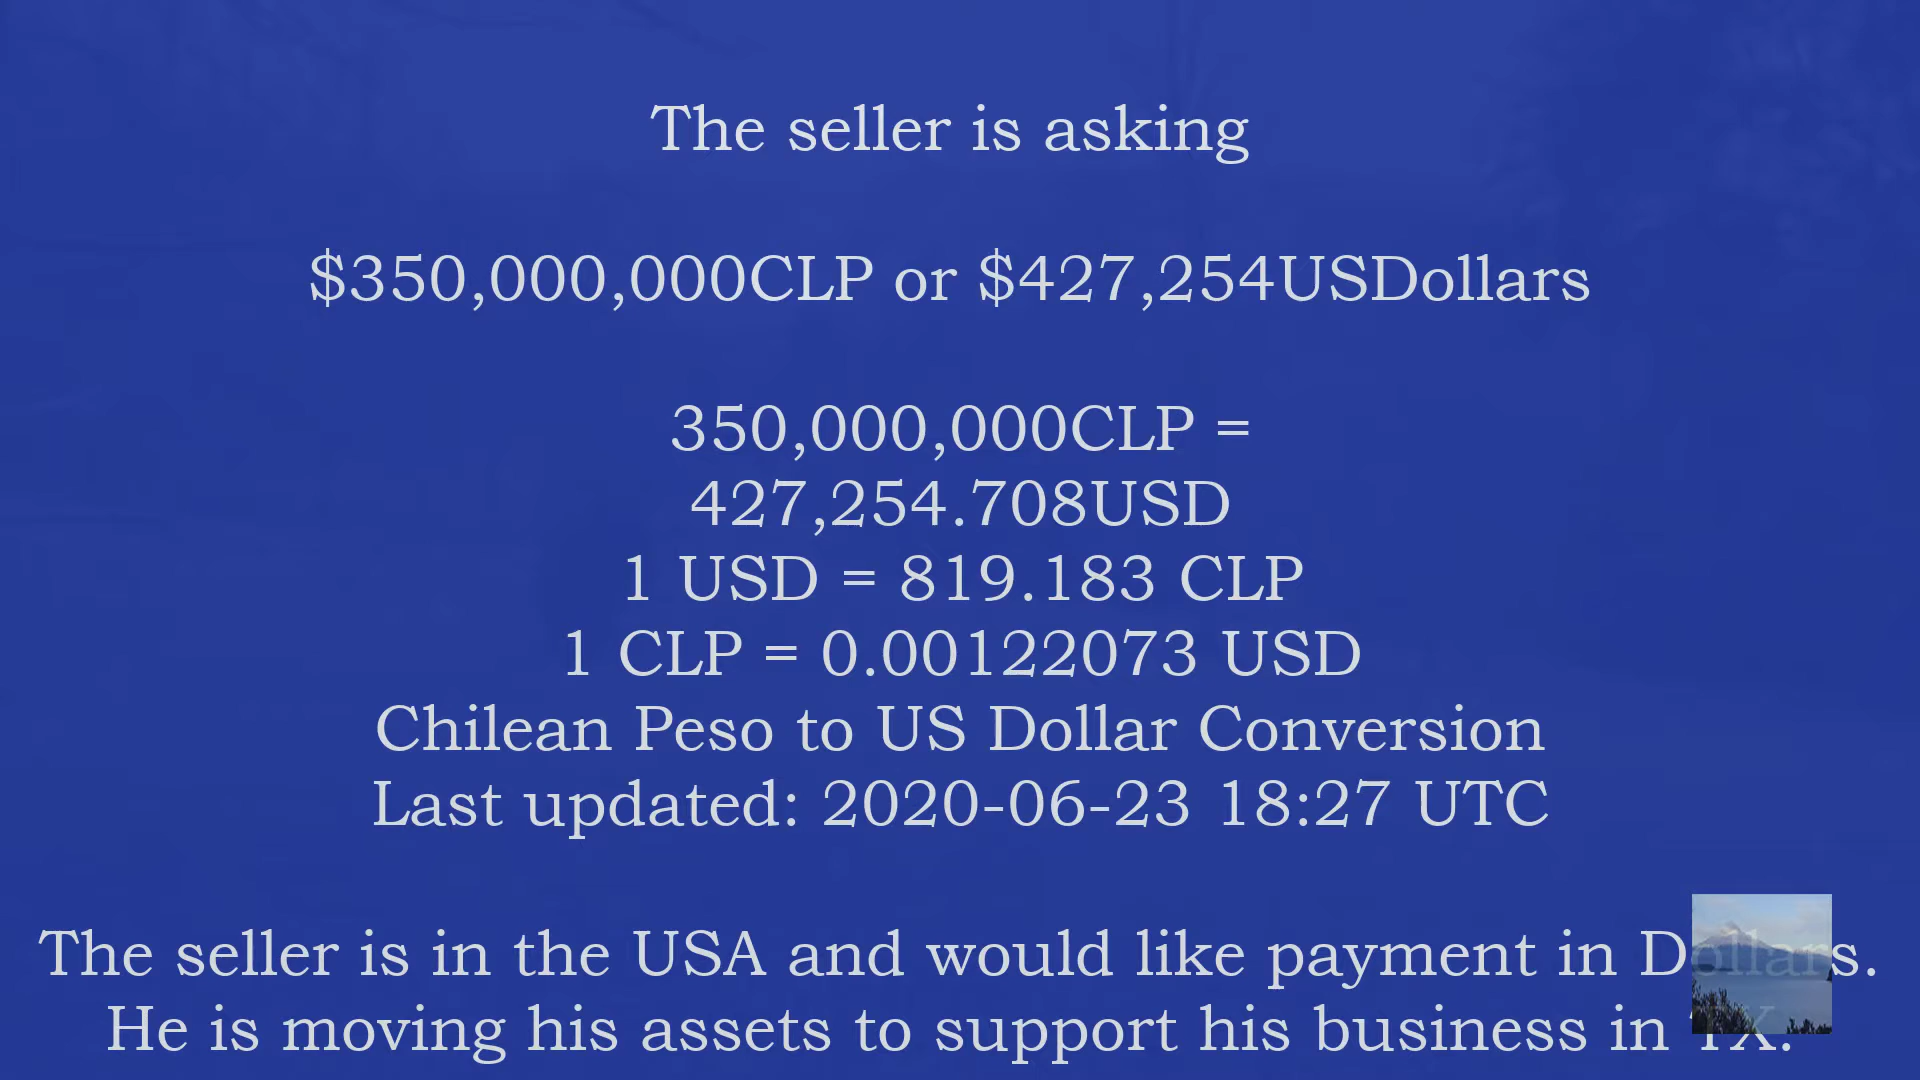 The seller is asking
$350,000,000CLP or $427,254USDollars
350,000,000CLP =
427,254.708USD
1 USD = 819.183 CLP
1 CLP = 0.00122073 USD
Chilean Peso to US Dollar Conversion
Last updated: 2020-06-23 18:27 UTC
The seller is in the USA and would like payment in Dollars.
He is moving his assets to support his business in TX.